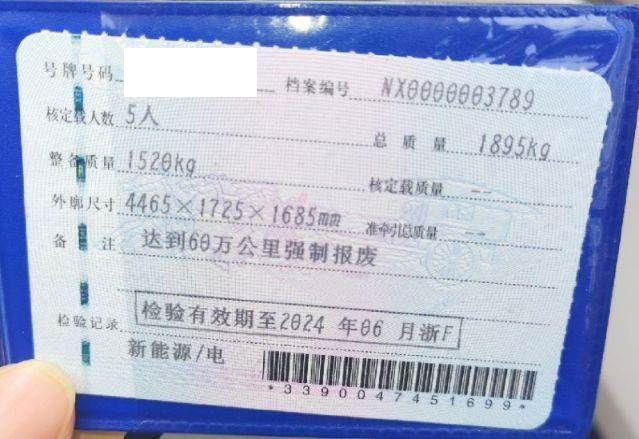 号牌号码 档案编号 NX0000003789
核定载人数 5人 总质量 1895kg
整备质量 1520kg 核定载质量 --
外廓尺寸 4465×1725×1685mm 准牵引总质量 --
备注 达到60万公里强制报废
检验记录 检验有效期至2024年06月浙F
新能源/电
*3390047451699*